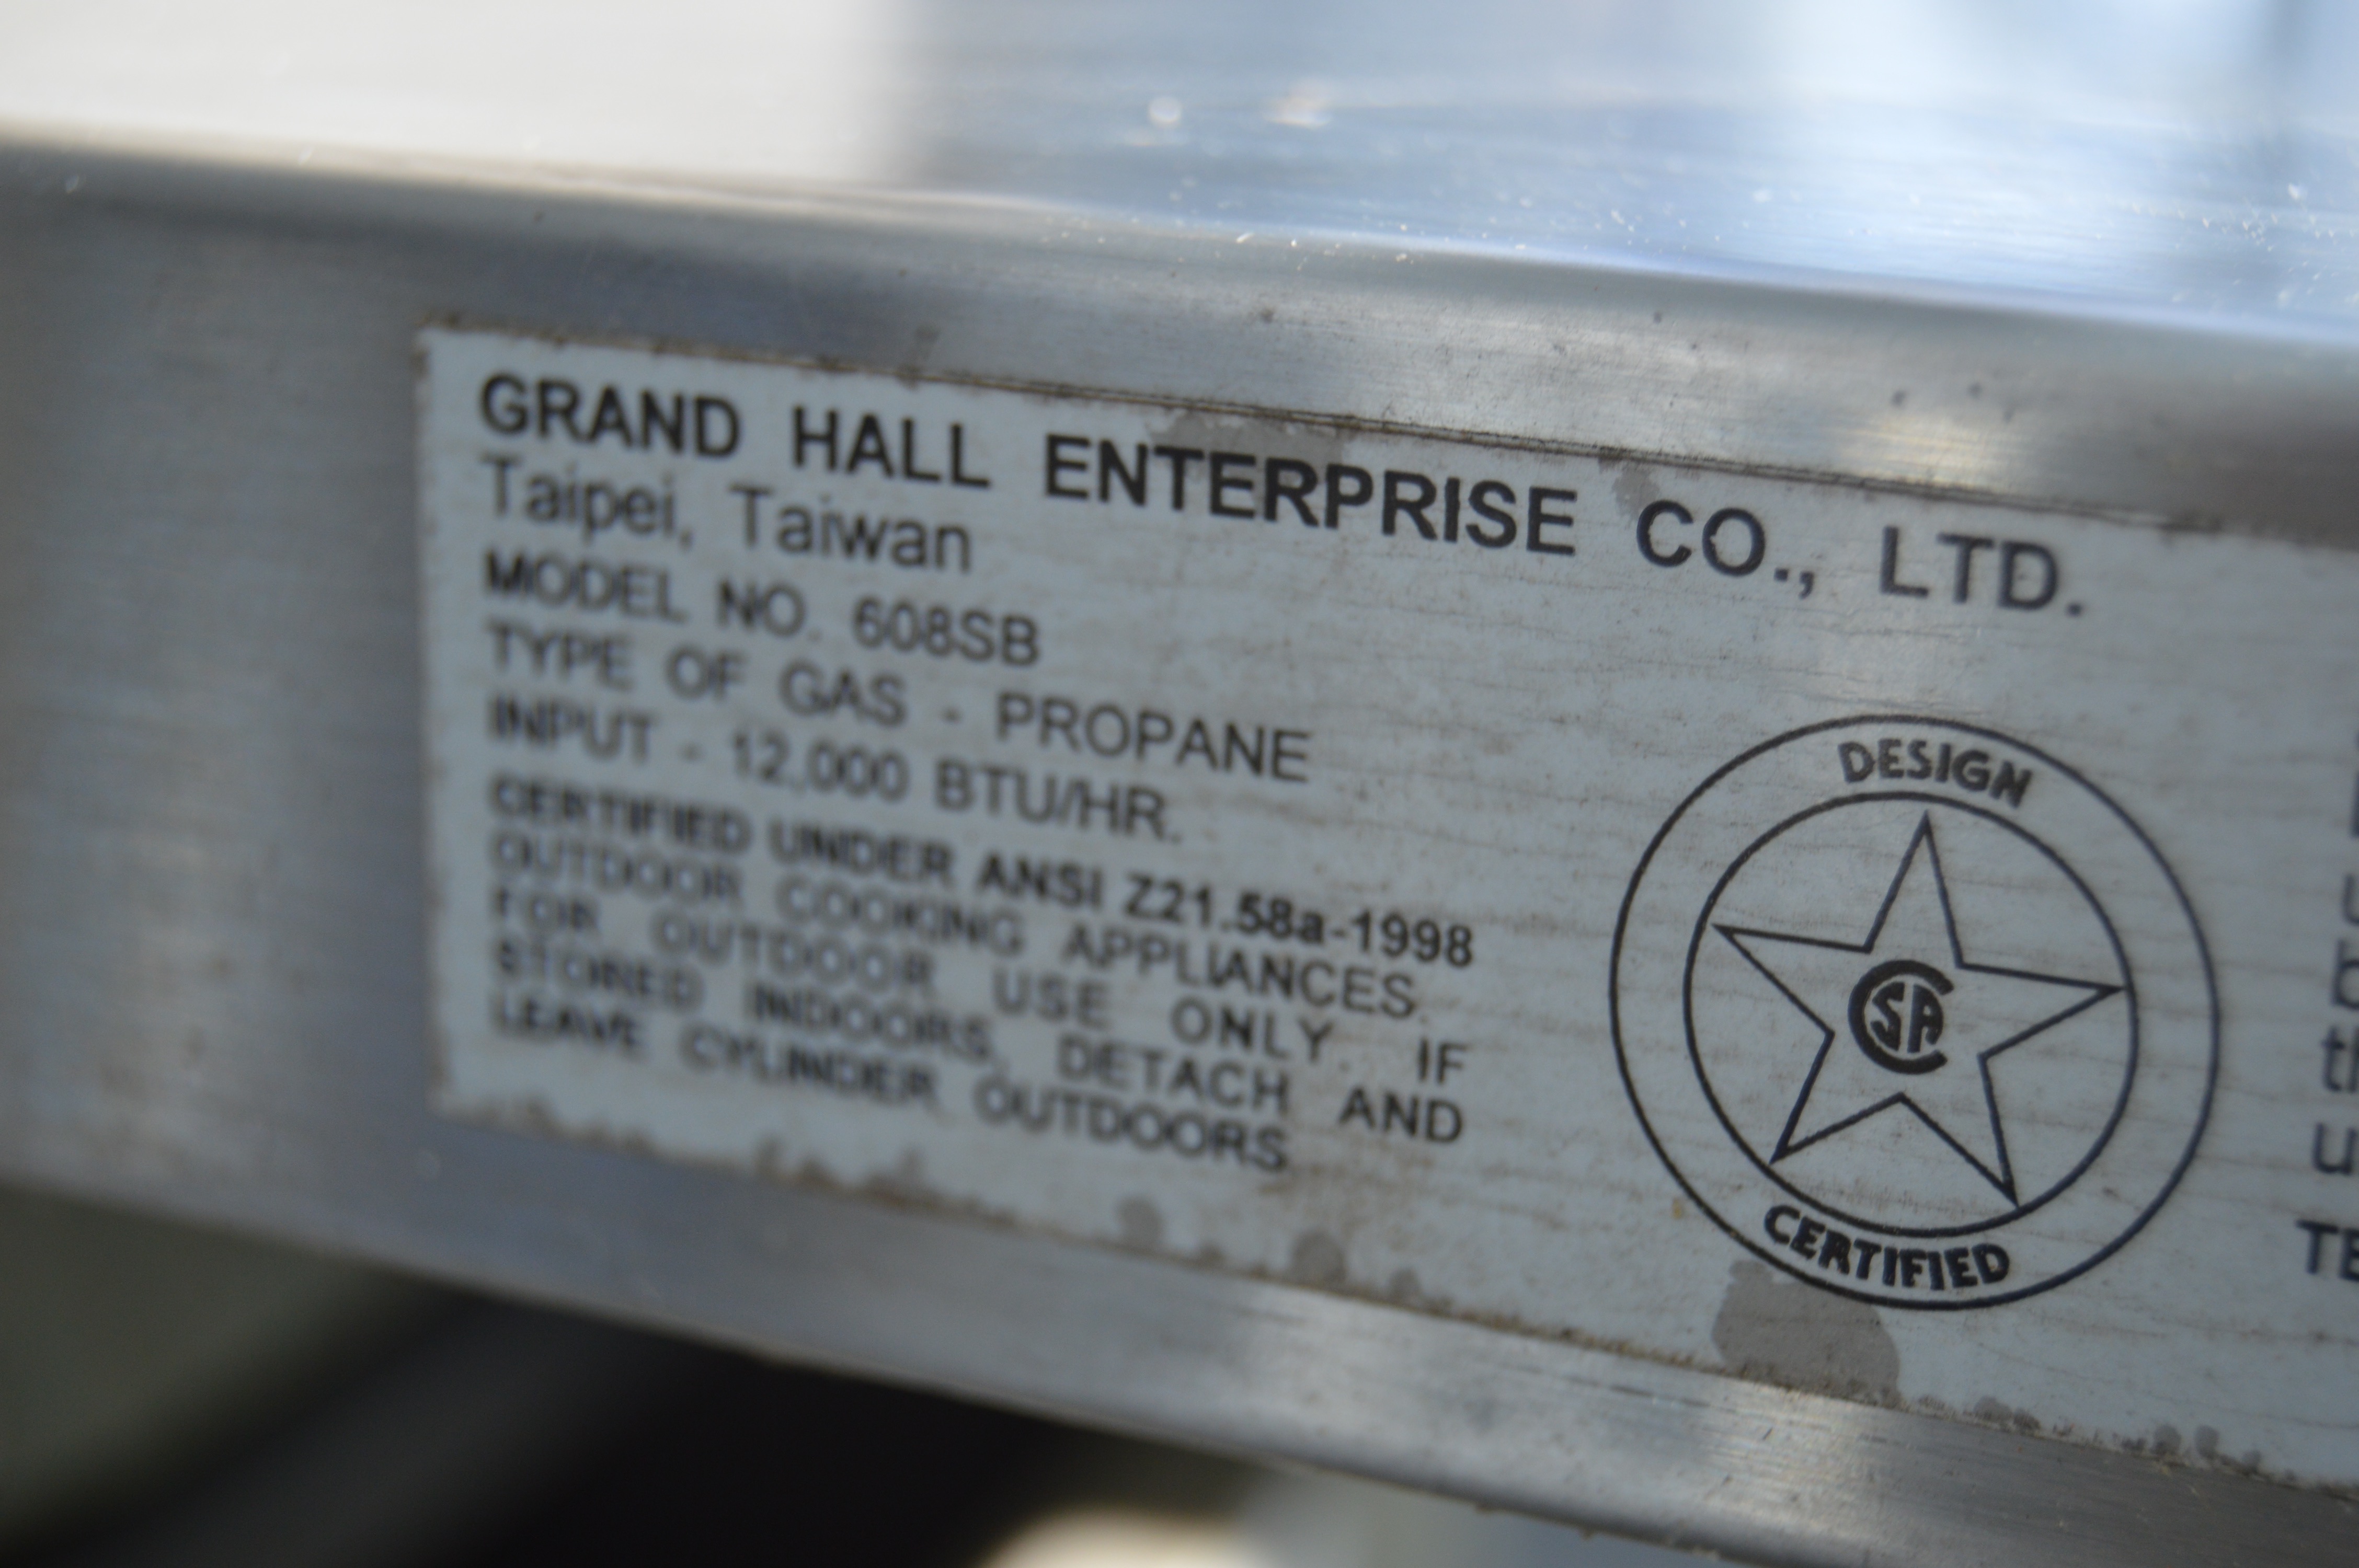 GRAND HALL ENTERPRISE CO., LTD.
Taipei, Taiwan
MODEL NO. 608SB
TYPE OF GAS - PROPANE
INPUT - 12,000 BTU/HR.
CERTIFIED UNDER ANSI Z21.58a-1998
OUTDOOR COOKING APPLIANCES.
FOR OUTDOOR USE ONLY. IF
STORED INDOORS, DETACH AND
LEAVE CYLINDER OUTDOORS
DESIGN
CSA
CERTIFIED